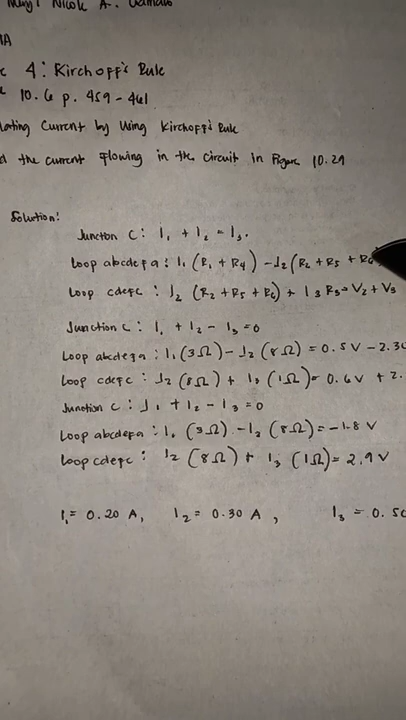 Nicole A.
4: Kirchoff's Rule
10.6 p. 459 - 461
Current by Using Kirchoff's Rule
the current flowing in the circuit in Figure 10.29
Solution:
Junction C: I₁ + I₂ = I₃.
Loop abcdefa: I₁ (R₁ + R4) - I₂ (R₂ + R5 + R6
Loop cdefc: I₂ (R₂ + R5 + R6) + I3 R3 = V₂ + V3
Junction c: I₁ + I₂ - I3 = 0
Loop abcdefa: I₁ (3Ω) - I₂ (8Ω) = 0.5 V - 2.3
Loop cdefc: I₂ (8Ω) + I3 (1Ω) = 0.6 V + 2.
Junction c: I₁ + I₂ - I3 = 0
Loop abcdefa: I₁ (3Ω) - I₂ (8Ω) = -1.8 V
Loop cdefc: I₂ (8Ω) + I3 (1Ω) = 2.9 V
I₁ = 0.20 A, I₂ = 0.30 A, I3 = 0.50